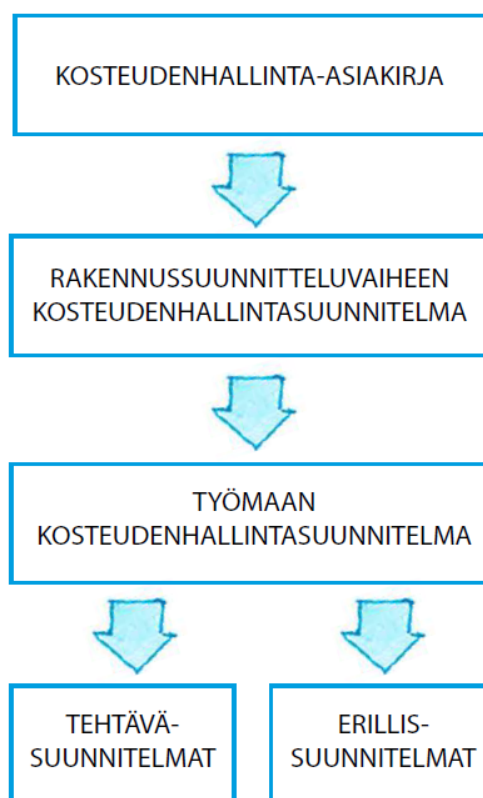 KOSTEUDENHALLINTA-ASIAKIRJA
RAKENNUSSUUNNITTELUVAIHEEN
KOSTEUDENHALLINTASUUNNITELMA
TYÖMAAN
KOSTEUDENHALLINTASUUNNITELMA
TEHTÄVÄ-
SUUNNITELMAT
ERILLIS-
SUUNNITELMAT